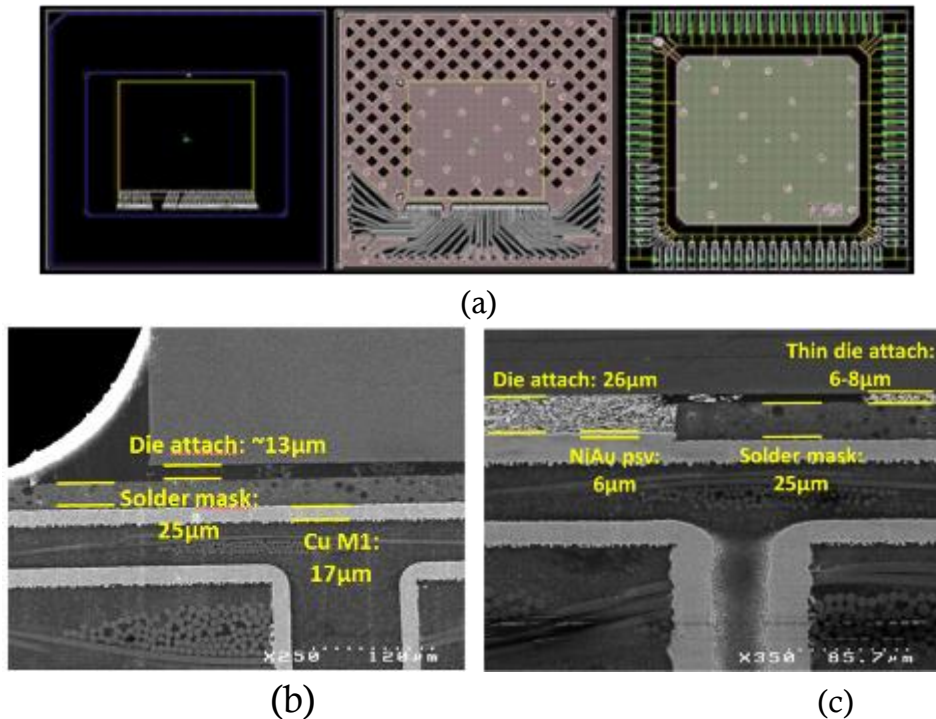 (a)
Die attach: ~13µm
Solder mask:
25µm
Cu M1:
17µm
X250
120µm
(b)
Thin die attach:
6-8µm
Die attach: 26µm
NiAu psv:
6µm
Solder mask:
25µm
X350
85.7µm
(c)